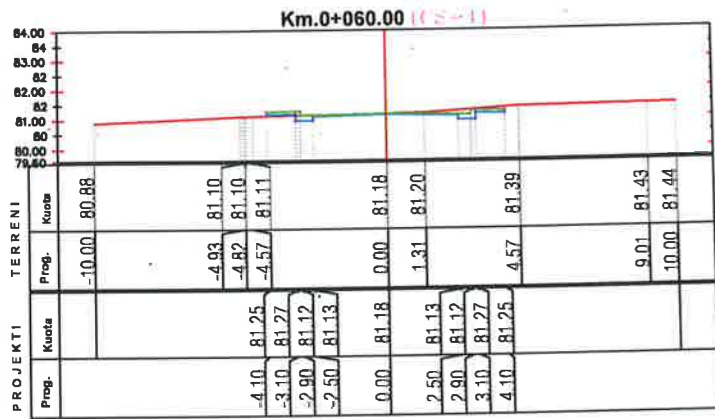 Km.0+060.00 (CS-1)
84.00
84
83.00
82
82.00
82
81.00
80
80.00
79.50
TERRENI
Kuota
80.88 81.10 81.10 81.11 81.18 81.20 81.39 81.43 81.44
Prog.
-10.00 -4.93 -4.82 -4.57 0.00 1.31 4.57 9.01 10.00
PROJEKTI
Kuota
81.25 81.27 81.12 81.13 81.18 81.13 81.12 81.27 81.25
Prog.
-4.10 -3.10 -2.90 -2.50 0.00 2.50 2.90 3.10 4.10